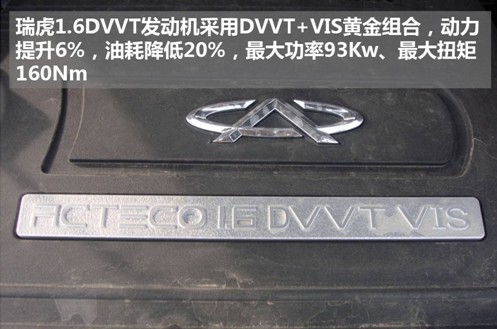 瑞虎1.6DVVT发动机采用DVVT+VIS黄金组合，动力
提升6%，油耗降低20%，最大功率93Kw、最大扭矩
160Nm
ACTECO 1.6 DVVT VIS